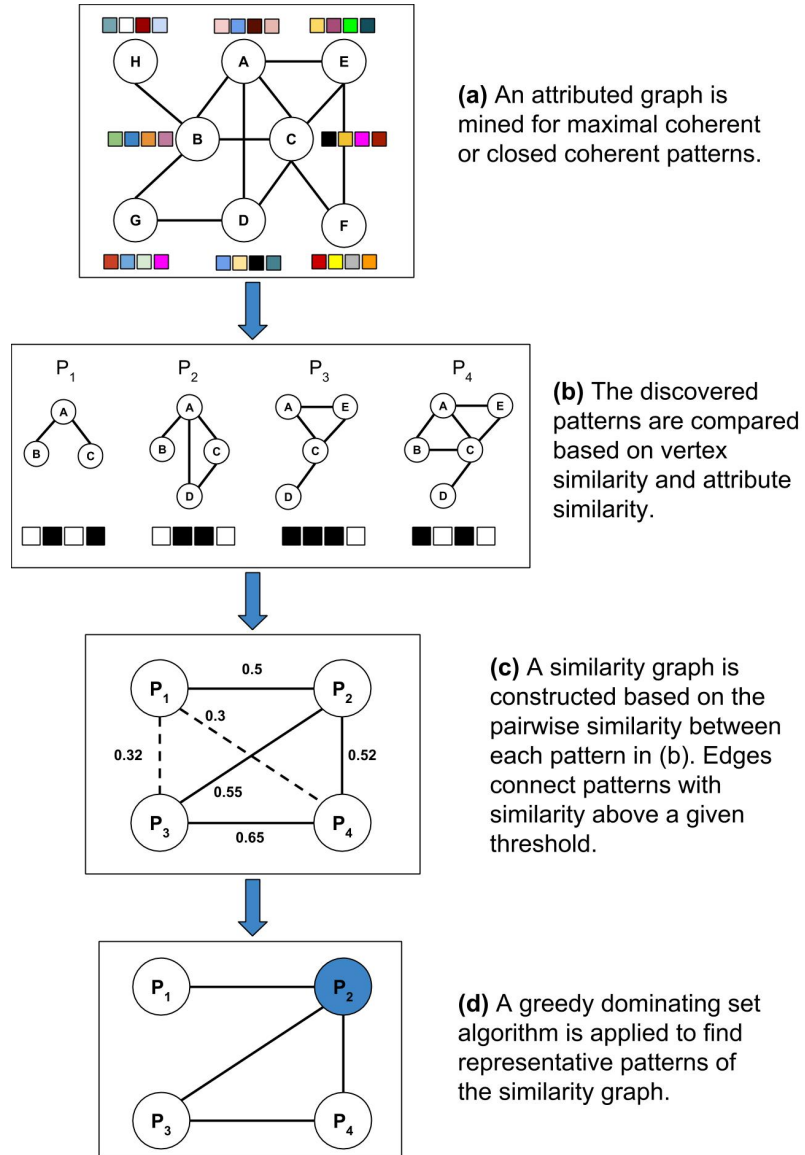 H
A
E
B
C
G
D
F
(a) An attributed graph is
mined for maximal coherent
or closed coherent patterns.
P1
P2
P3
P4
A
B
C
A
B
C
D
A
E
C
D
A
E
B
C
D
(b) The discovered
patterns are compared
based on vertex
similarity and attribute
similarity.
P1
0.5
P2
0.3
0.32
0.52
0.55
P3
0.65
P4
(c) A similarity graph is
constructed based on the
pairwise similarity between
each pattern in (b). Edges
connect patterns with
similarity above a given
threshold.
P1
P2
P3
P4
(d) A greedy dominating set
algorithm is applied to find
representative patterns of
the similarity graph.